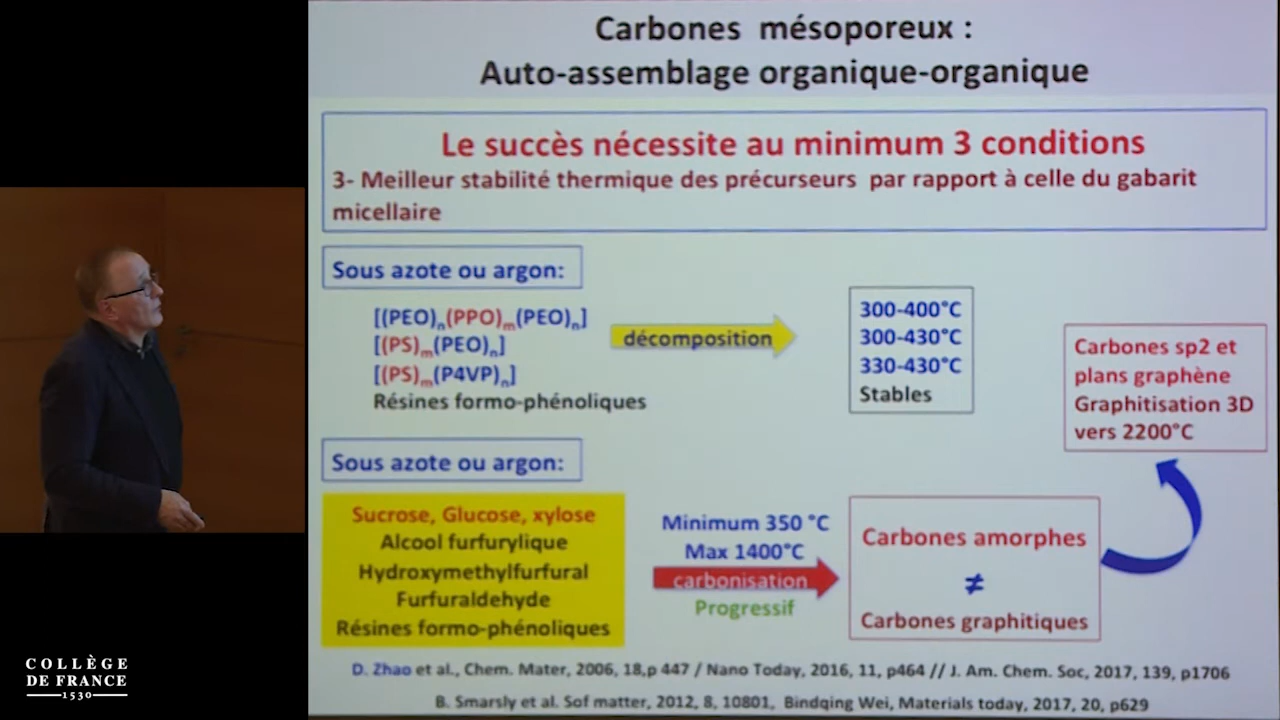 Carbones mésoporeux :
Auto-assemblage organique-organique
Le succès nécessite au minimum 3 conditions
3- Meilleur stabilité thermique des précurseurs par rapport à celle du gabarit
micellaire
Sous azote ou argon:
[(PEO)n(PPO)m(PEO)n]
[(PS)m(PEO)n]
[(PS)m(P4VP)n]
Résines formo-phénoliques
décomposition
300-400°C
300-430°C
330-430°C
Stables
Carbones sp2 et
plans graphène
Graphitisation 3D
vers 2200°C
Sous azote ou argon:
Sucrose, Glucose, xylose
Alcool furfurylique
Hydroxymethylfurfural
Furfuraldehyde
Résines formo-phénoliques
Minimum 350 °C
Max 1400°C
carbonisation
Progressif
Carbones amorphes
≠
Carbones graphitiques
D. Zhao et al., Chem. Mater, 2006, 18,p 447 / Nano Today, 2016, 11, p464 // J. Am. Chem. Soc, 2017, 139, p1706
B. Smarsly et al. Sof matter, 2012, 8, 10801, Bindqing Wei, Materials today, 2017, 20, p629
COLLÈGE
DE FRANCE
1530